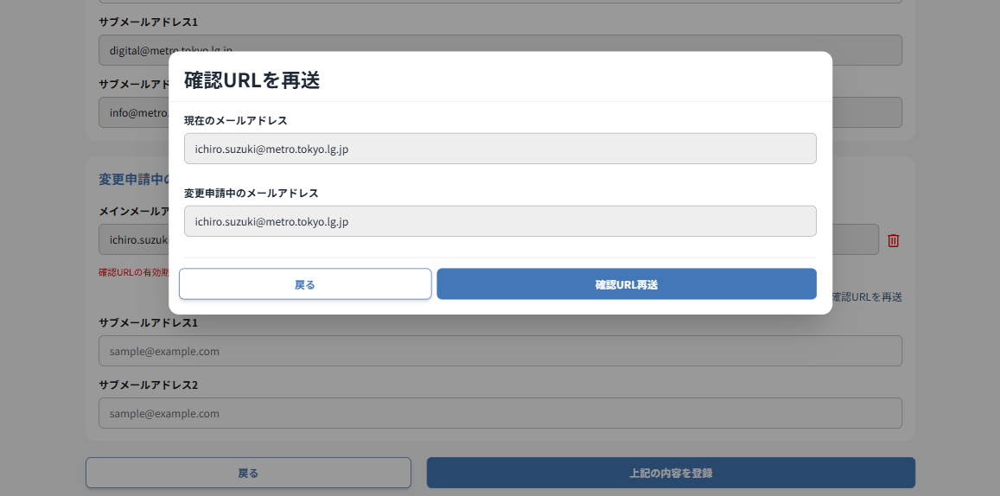 サブメールアドレス1
digital@metro.tokyo.lg.jp
サブメールアド
info@metro.
確認URLを再送
現在のメールアドレス
ichiro.suzuki@metro.tokyo.lg.jp
変更申請中のメールアドレス
ichiro.suzuki@metro.tokyo.lg.jp
戻る
確認URL再送
変更申請中の
メインメールア
ichiro.suzuk
確認URLの有効期
確認URLを再送
サブメールアドレス1
sample@example.com
サブメールアドレス2
sample@example.com
戻る
上記の内容を登録